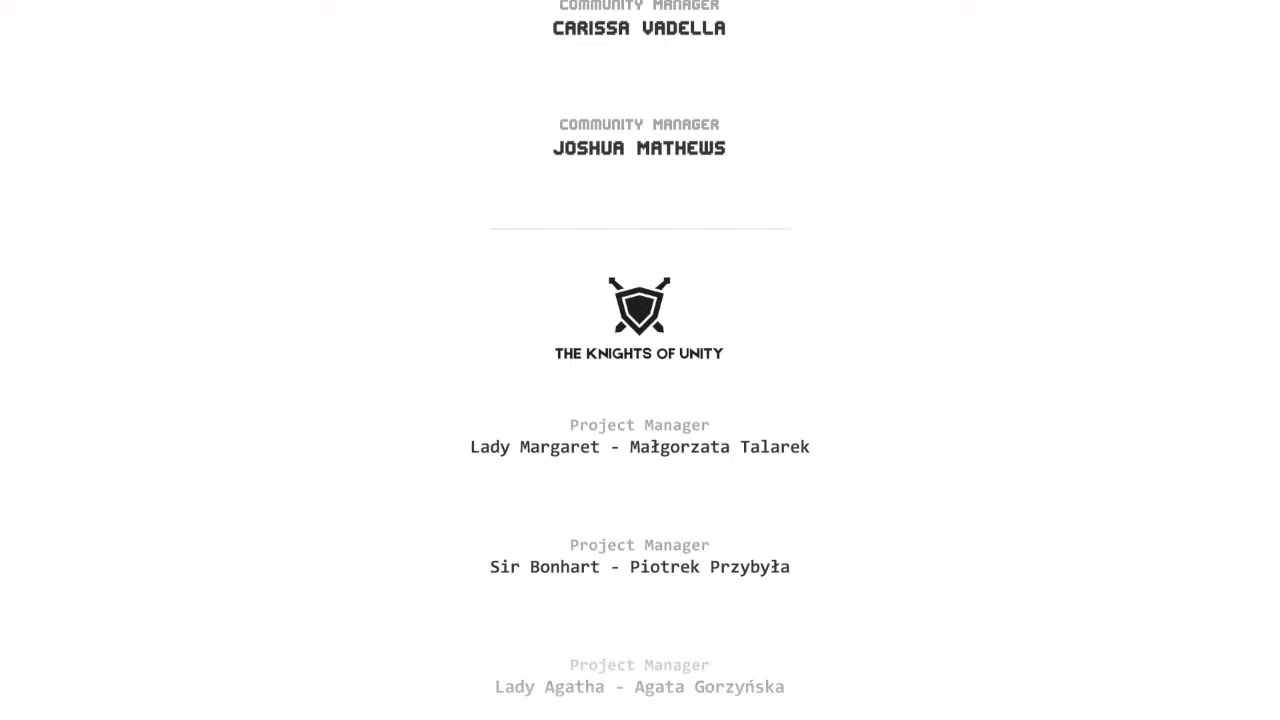 COMMUNITY MANAGER
CARISSA VADELLA
COMMUNITY MANAGER
JOSHUA MATHEWS
THE KNIGHTS OF UNITY
Project Manager
Lady Margaret - Małgorzata Talarek
Project Manager
Sir Bonhart - Piotrek Przybyła
Project Manager
Lady Agatha - Agata Gorzyńska